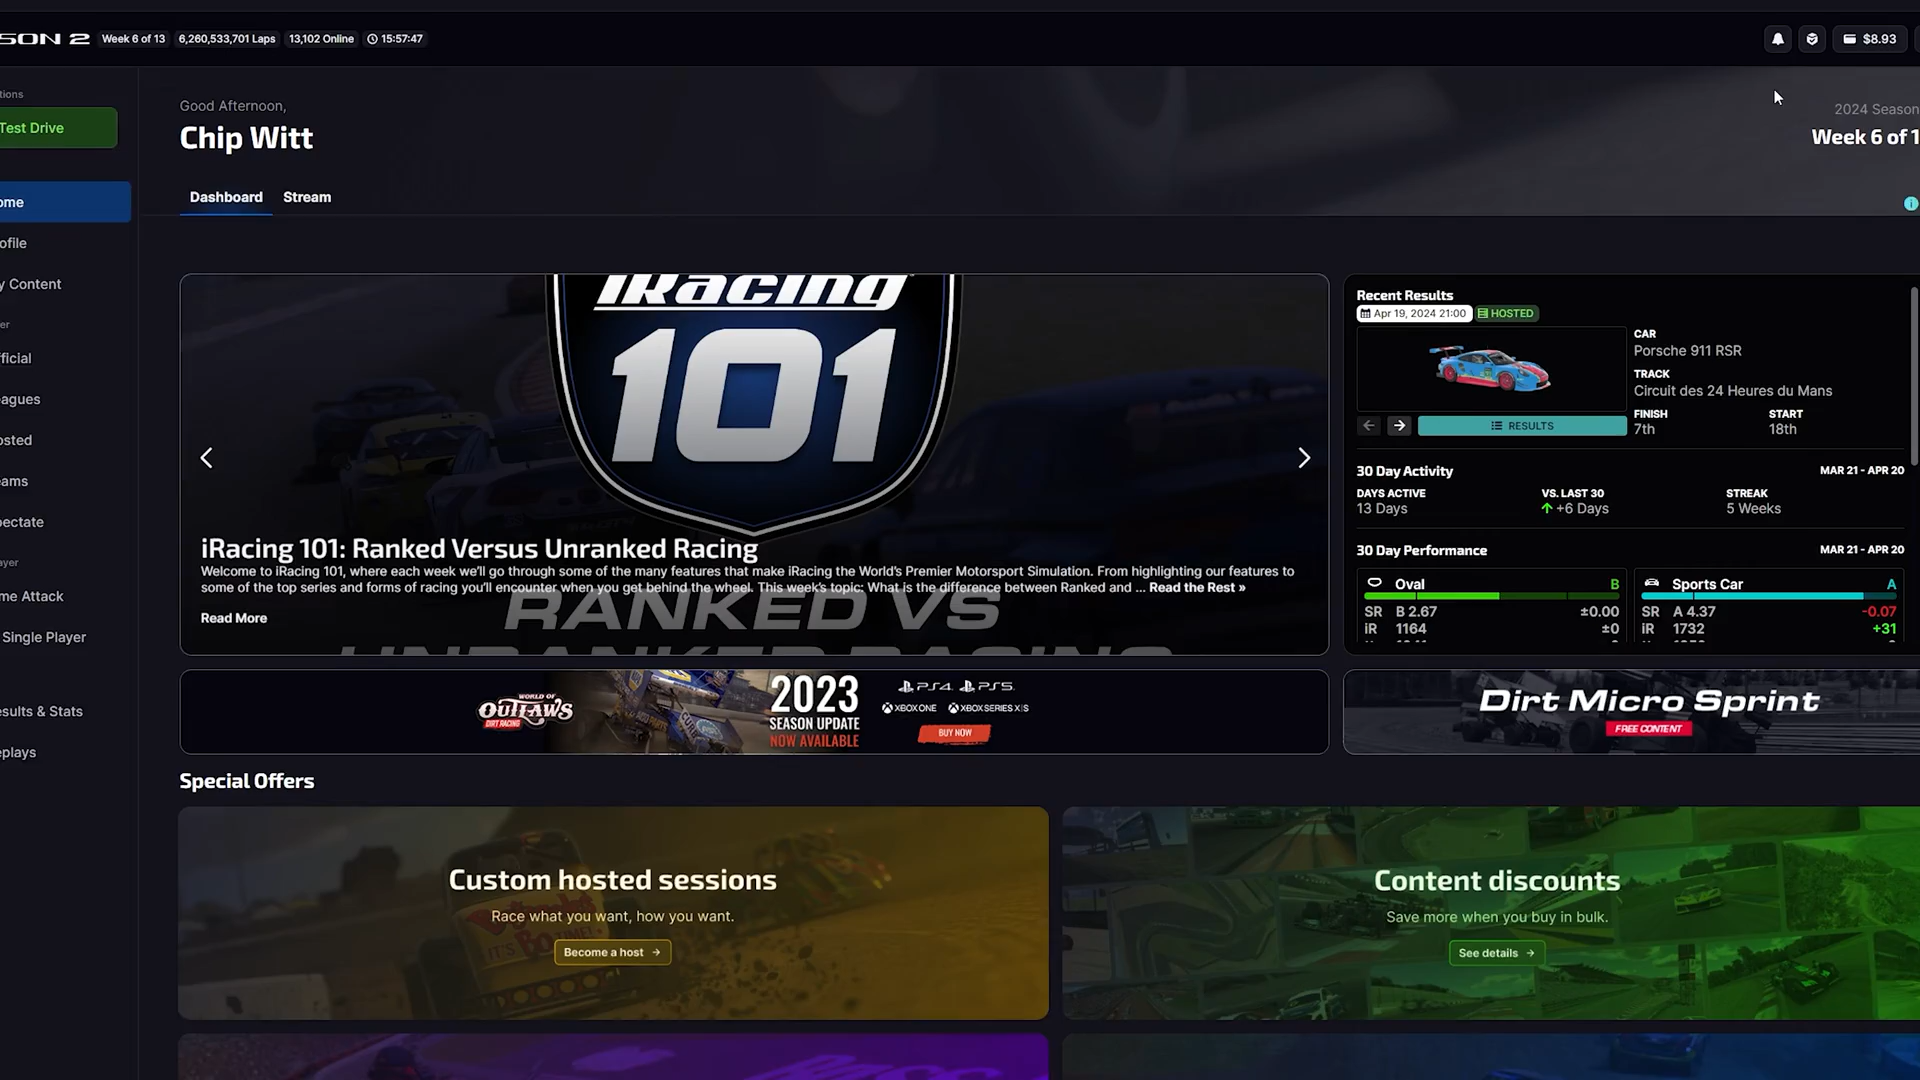 SON 2
Week 6 of 13
6,260,533,701 Laps
13,102 Online
15:57:47
$8.93
tions
Test Drive
ome
ofile
y Content
er
ficial
agues
osted
ams
pectate
ayer
me Attack
Single Player
esults & Stats
eplays
Good Afternoon,
Chip Witt
2024 Season
Week 6 of 1
Dashboard
Stream
iRacing
101
iRacing 101: Ranked Versus Unranked Racing
Welcome to iRacing 101, where each week we'll go through some of the many features that make iRacing the World's Premier Motorsport Simulation. From highlighting our features to
some of the top series and forms of racing you'll encounter when you get behind the wheel. This week's topic: What is the difference between Ranked and ... Read the Rest »
RANKED VS
UNRANKED RACING
Read More
Recent Results
Apr 19, 2024 21:00
HOSTED
CAR
Porsche 911 RSR
TRACK
Circuit des 24 Heures du Mans
FINISH
START
7th
18th
RESULTS
30 Day Activity
MAR 21 - APR 20
DAYS ACTIVE
VS. LAST 30
STREAK
13 Days
+6 Days
5 Weeks
30 Day Performance
MAR 21 - APR 20
Oval
B
SR B 2.67 ±0.00
iR 1164 ±0
Sports Car
A
SR A 4.37 -0.07
iR 1732 +31
WORLD OF
OUTLAWS
DIRT RACING
2023
SEASON UPDATE
NOW AVAILABLE
PS4 PS5
XBOX ONE XBOX SERIES X|S
BUY NOW
Dirt Micro Sprint
FREE CONTENT
Special Offers
Custom hosted sessions
Race what you want, how you want.
Become a host
IT'S BO TIME!
Content discounts
Save more when you buy in bulk.
See details